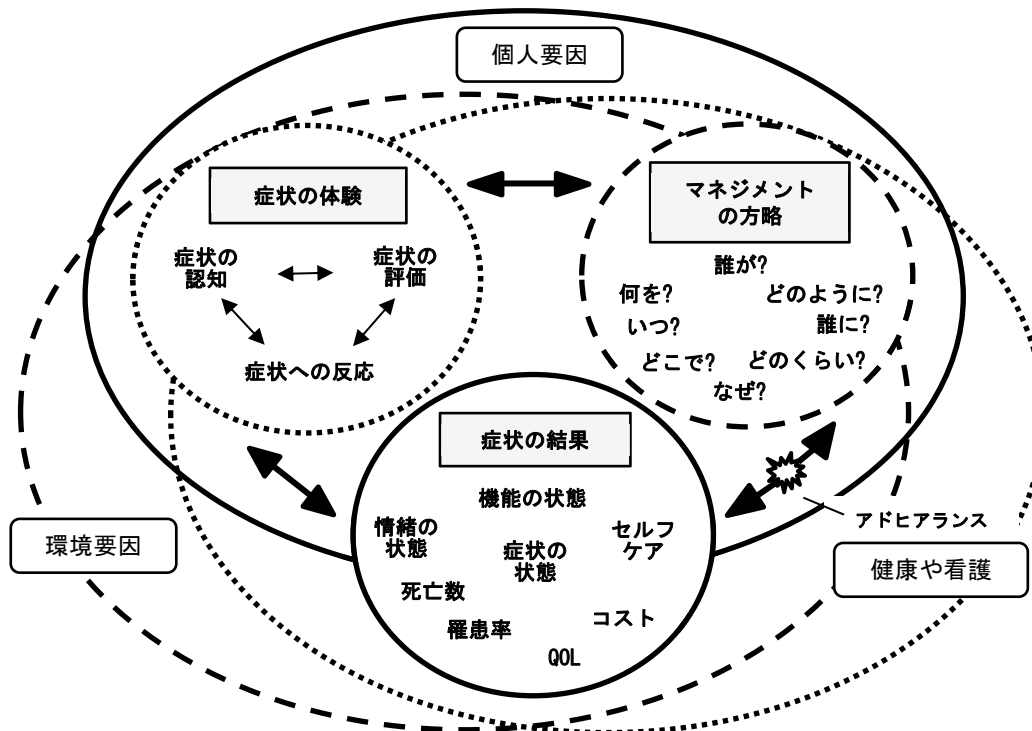 個人要因
症状の体験
症状の
認知
症状の
評価
症状への反応
マネジメント
の方略
誰が?
何を?
どのように?
いつ?
誰に?
どこで?
どのくらい?
なぜ?
症状の結果
機能の状態
情緒の
状態
症状の
状態
セルフ
ケア
死亡数
罹患率
コスト
QOL
アドヒアランス
環境要因
健康や看護